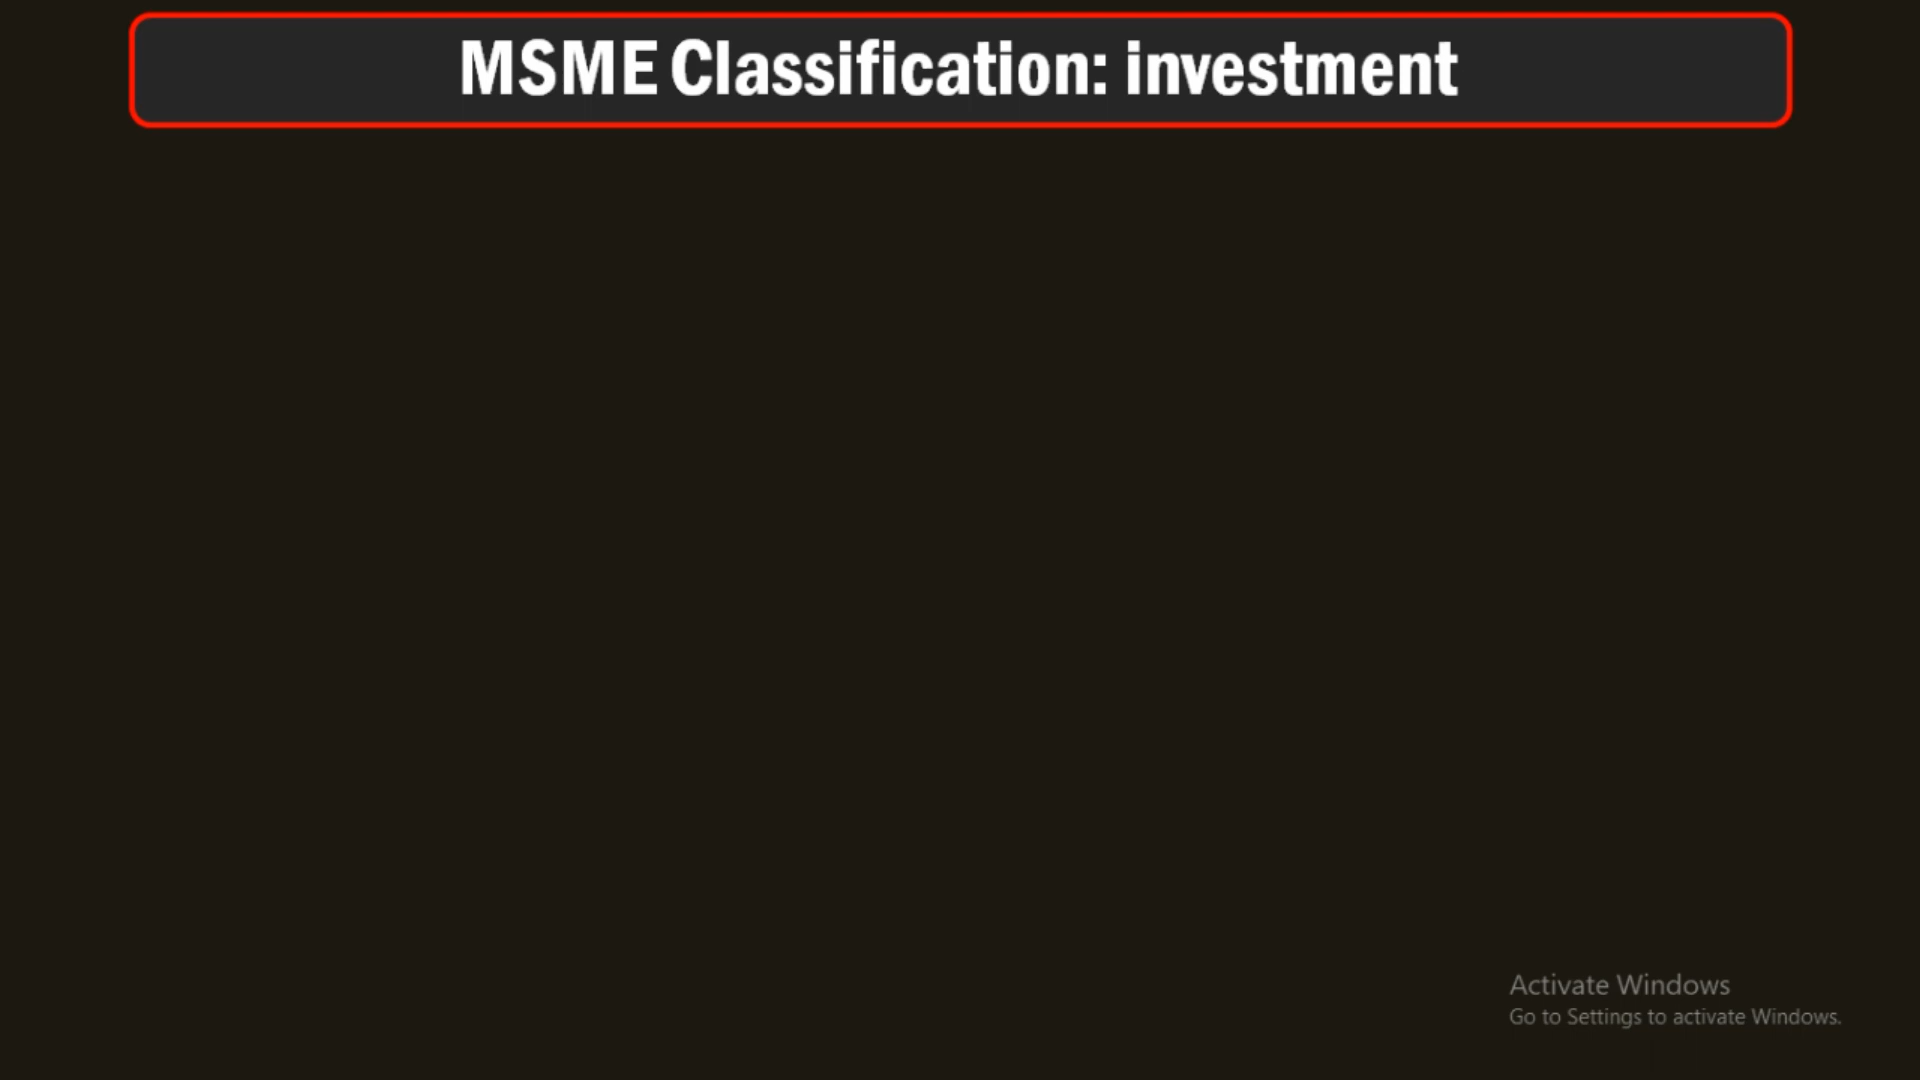 MSME Classification: investment
Activate Windows
Go to Settings to activate Windows.